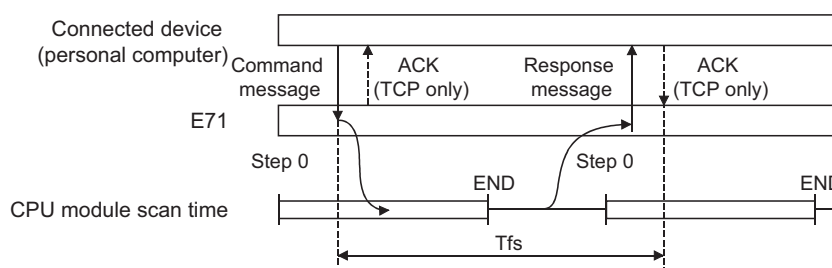 Connected device
(personal computer)
Command
message
ACK
(TCP only)
Response
message
ACK
(TCP only)
E71
Step 0
Step 0
END
END
CPU module scan time
Tfs